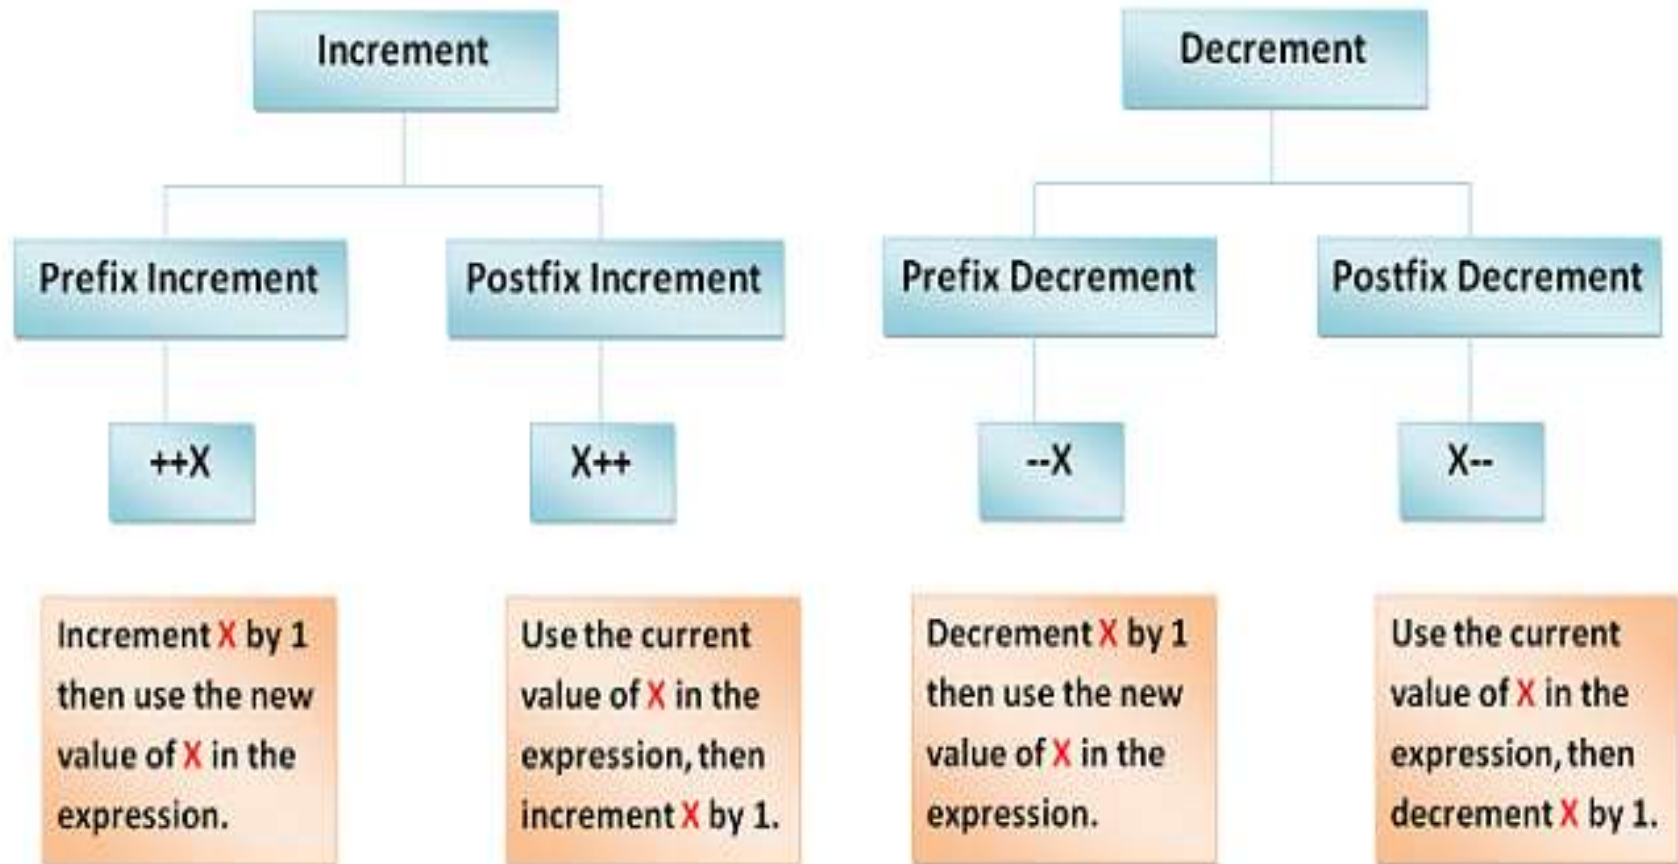 Increment
Decrement
Prefix Increment
Postfix Increment
Prefix Decrement
Postfix Decrement
++X
X++
--X
X--
Increment X by 1
then use the new
value of X in the
expression.
Use the current
value of X in the
expression, then
increment X by 1.
Decrement X by 1
then use the new
value of X in the
expression.
Use the current
value of X in the
expression, then
decrement X by 1.